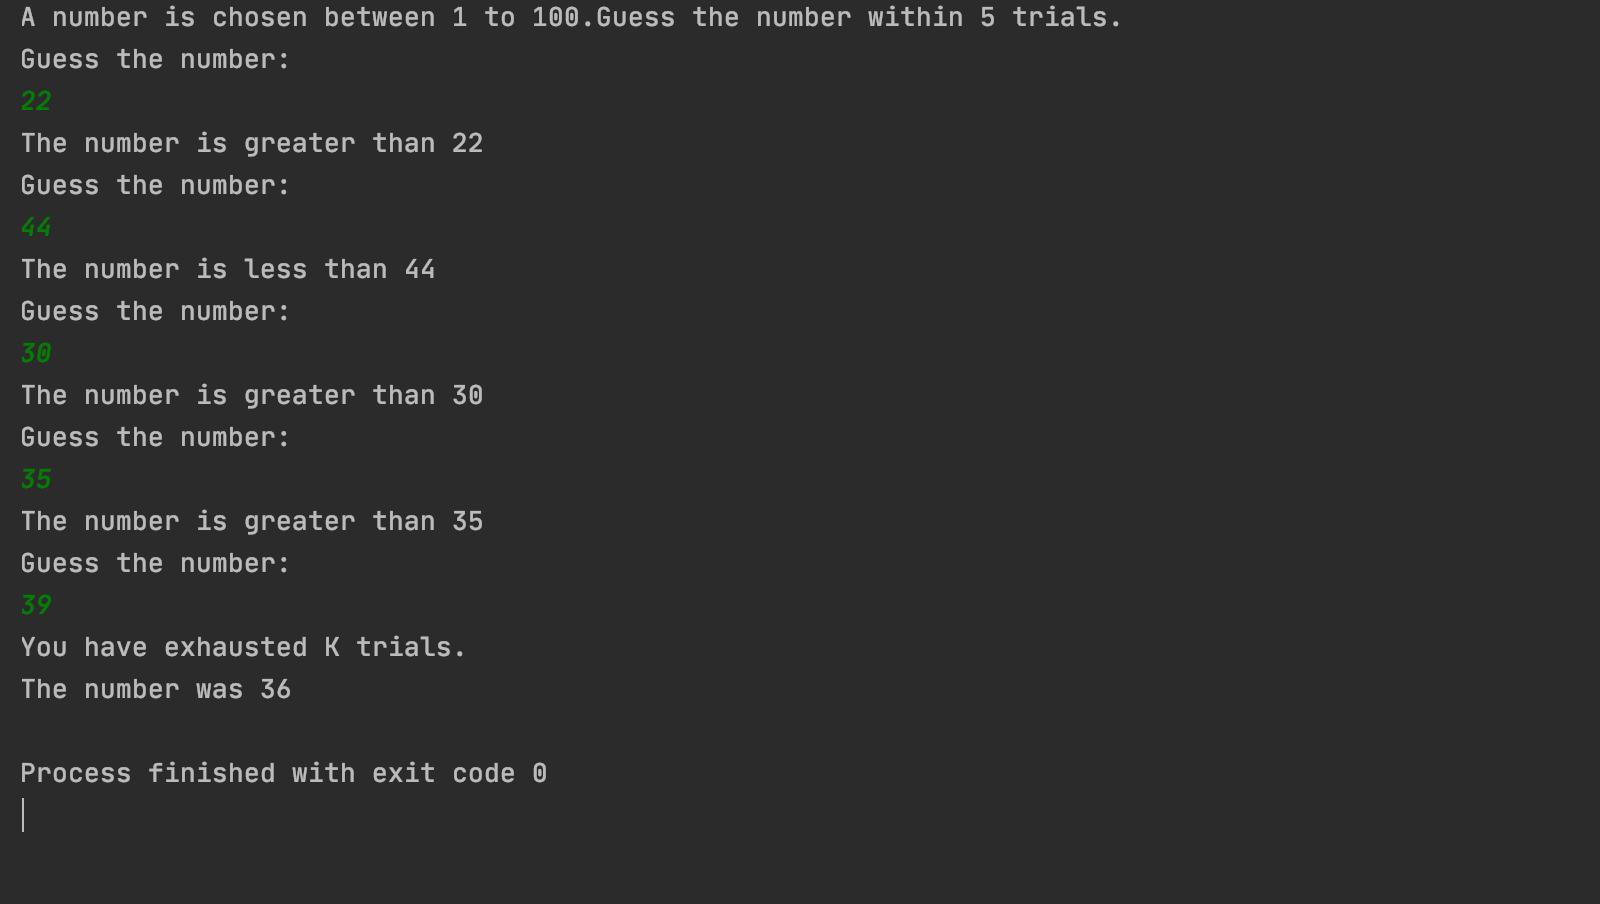 A number is chosen between 1 to 100.Guess the number within 5 trials.
Guess the number:
22
The number is greater than 22
Guess the number:
44
The number is less than 44
Guess the number:
30
The number is greater than 30
Guess the number:
35
The number is greater than 35
Guess the number:
39
You have exhausted K trials.
The number was 36
Process finished with exit code 0